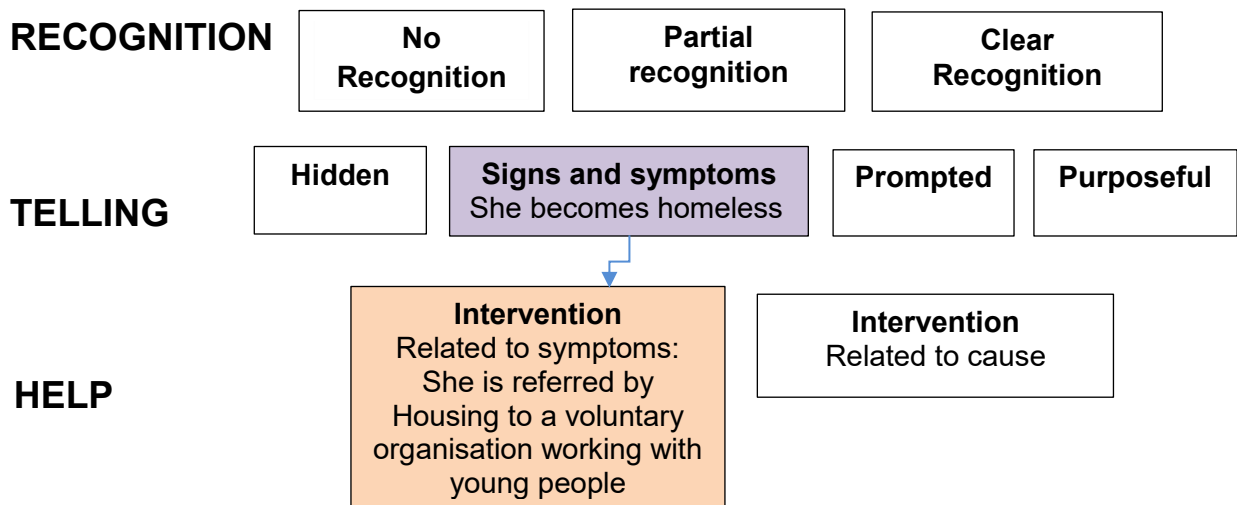 RECOGNITION
No
Recognition
Partial
recognition
Clear
Recognition
TELLING
Hidden
Signs and symptoms
She becomes homeless
Prompted
Purposeful
HELP
Intervention
Related to symptoms:
She is referred by
Housing to a voluntary
organisation working with
young people
Intervention
Related to cause